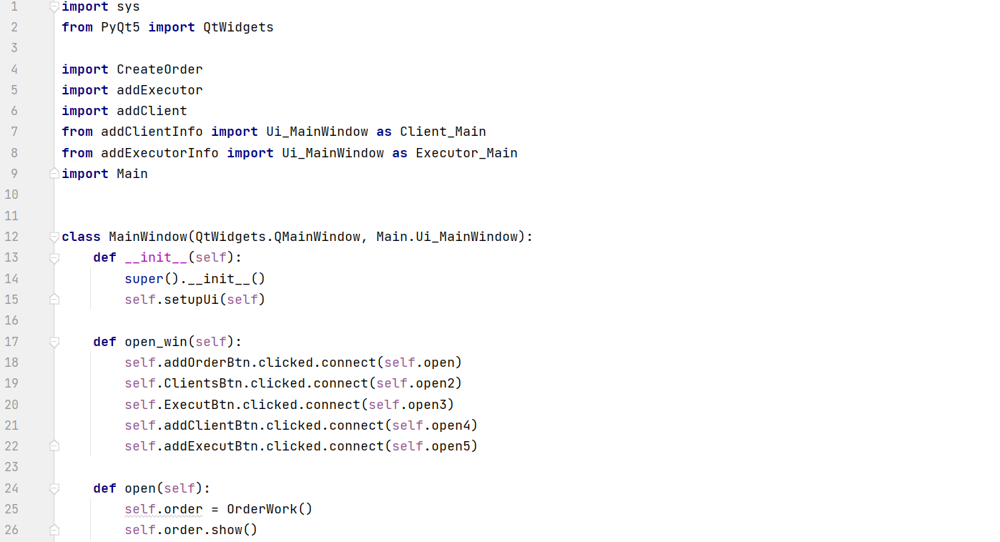 1 import sys
2 from PyQt5 import QtWidgets
3
4 import CreateOrder
5 import addExecutor
6 import addClient
7 from addClientInfo import Ui_MainWindow as Client_Main
8 from addExecutorInfo import Ui_MainWindow as Executor_Main
9 import Main
10
11
12 class MainWindow(QtWidgets.QMainWindow, Main.Ui_MainWindow):
13     def __init__(self):
14         super().__init__()
15         self.setupUi(self)
16
17     def open_win(self):
18         self.addOrderBtn.clicked.connect(self.open)
19         self.ClientsBtn.clicked.connect(self.open2)
20         self.ExecutBtn.clicked.connect(self.open3)
21         self.addClientBtn.clicked.connect(self.open4)
22         self.addExecutBtn.clicked.connect(self.open5)
23
24     def open(self):
25         self.order = OrderWork()
26         self.order.show()